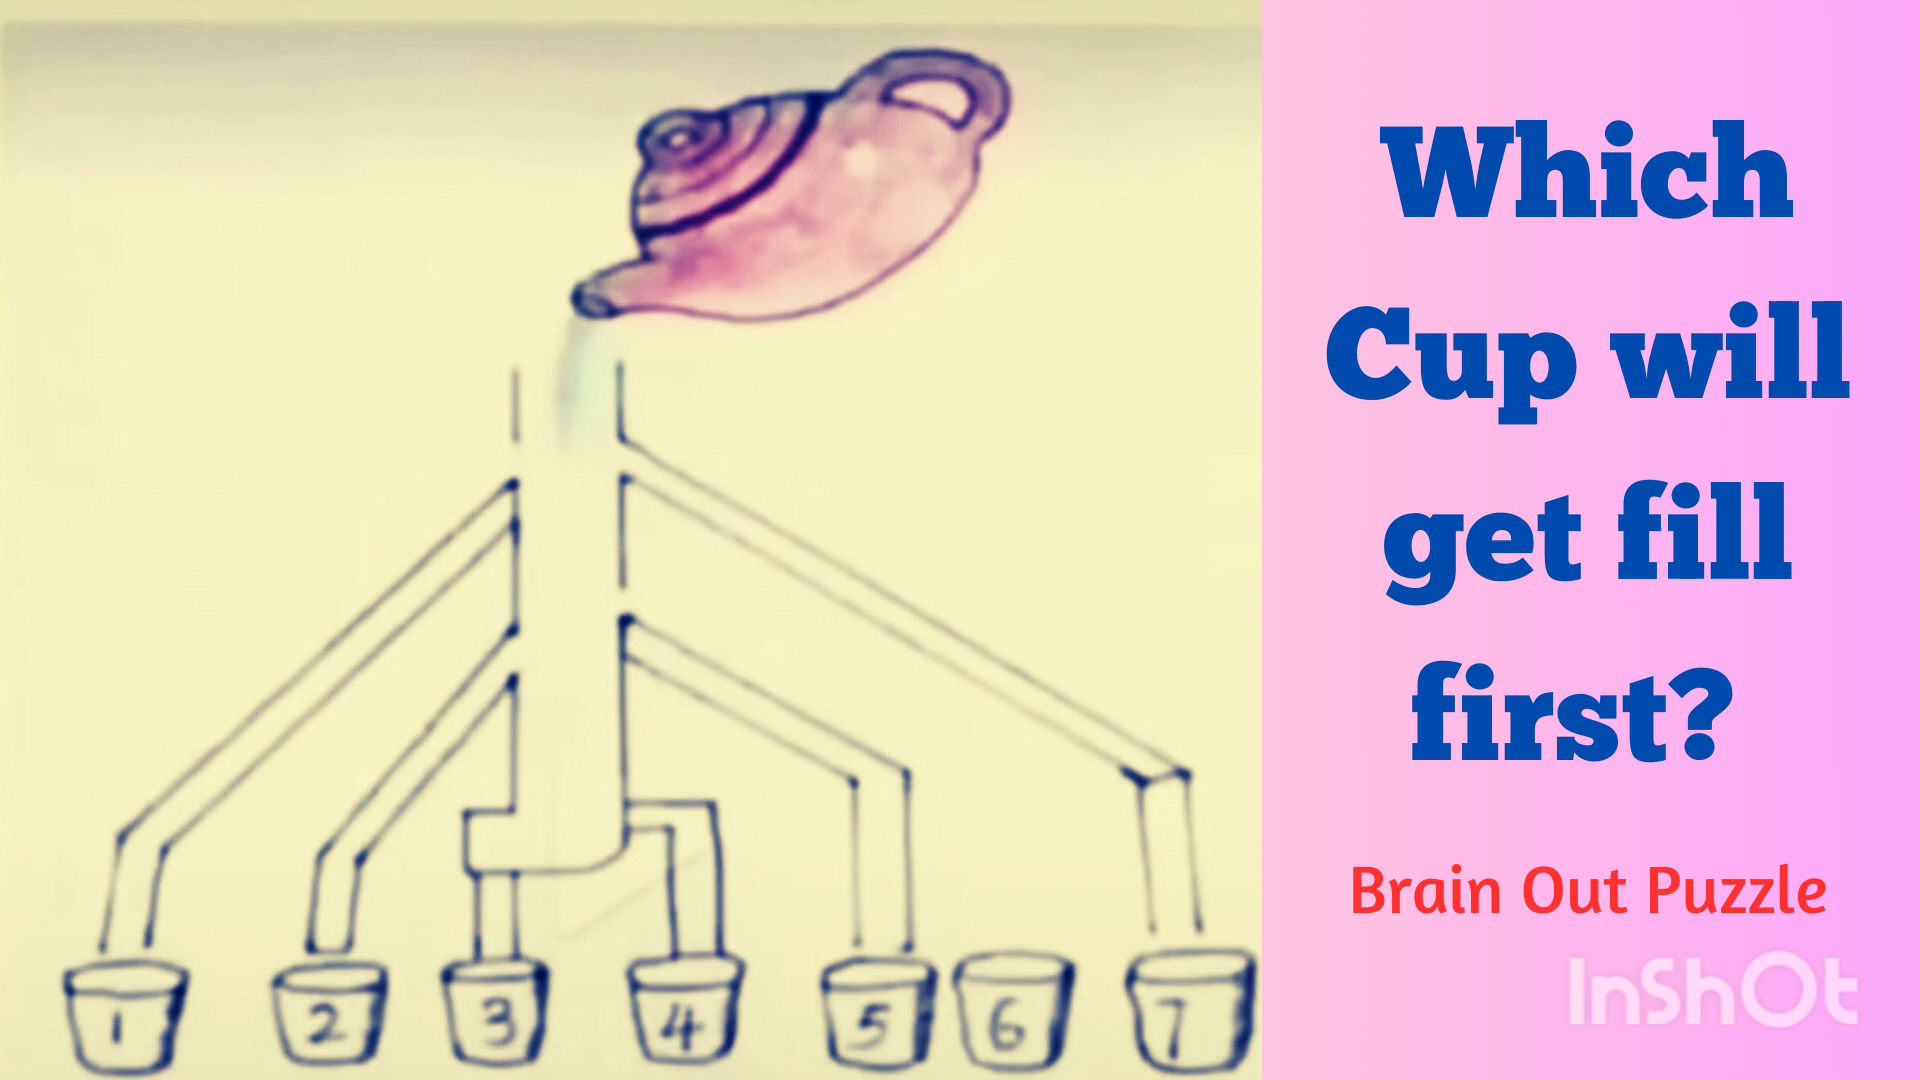 Which
Cup will
get fill
first?
Brain Out Puzzle
InShOt
1 2 3 4 5 6 7